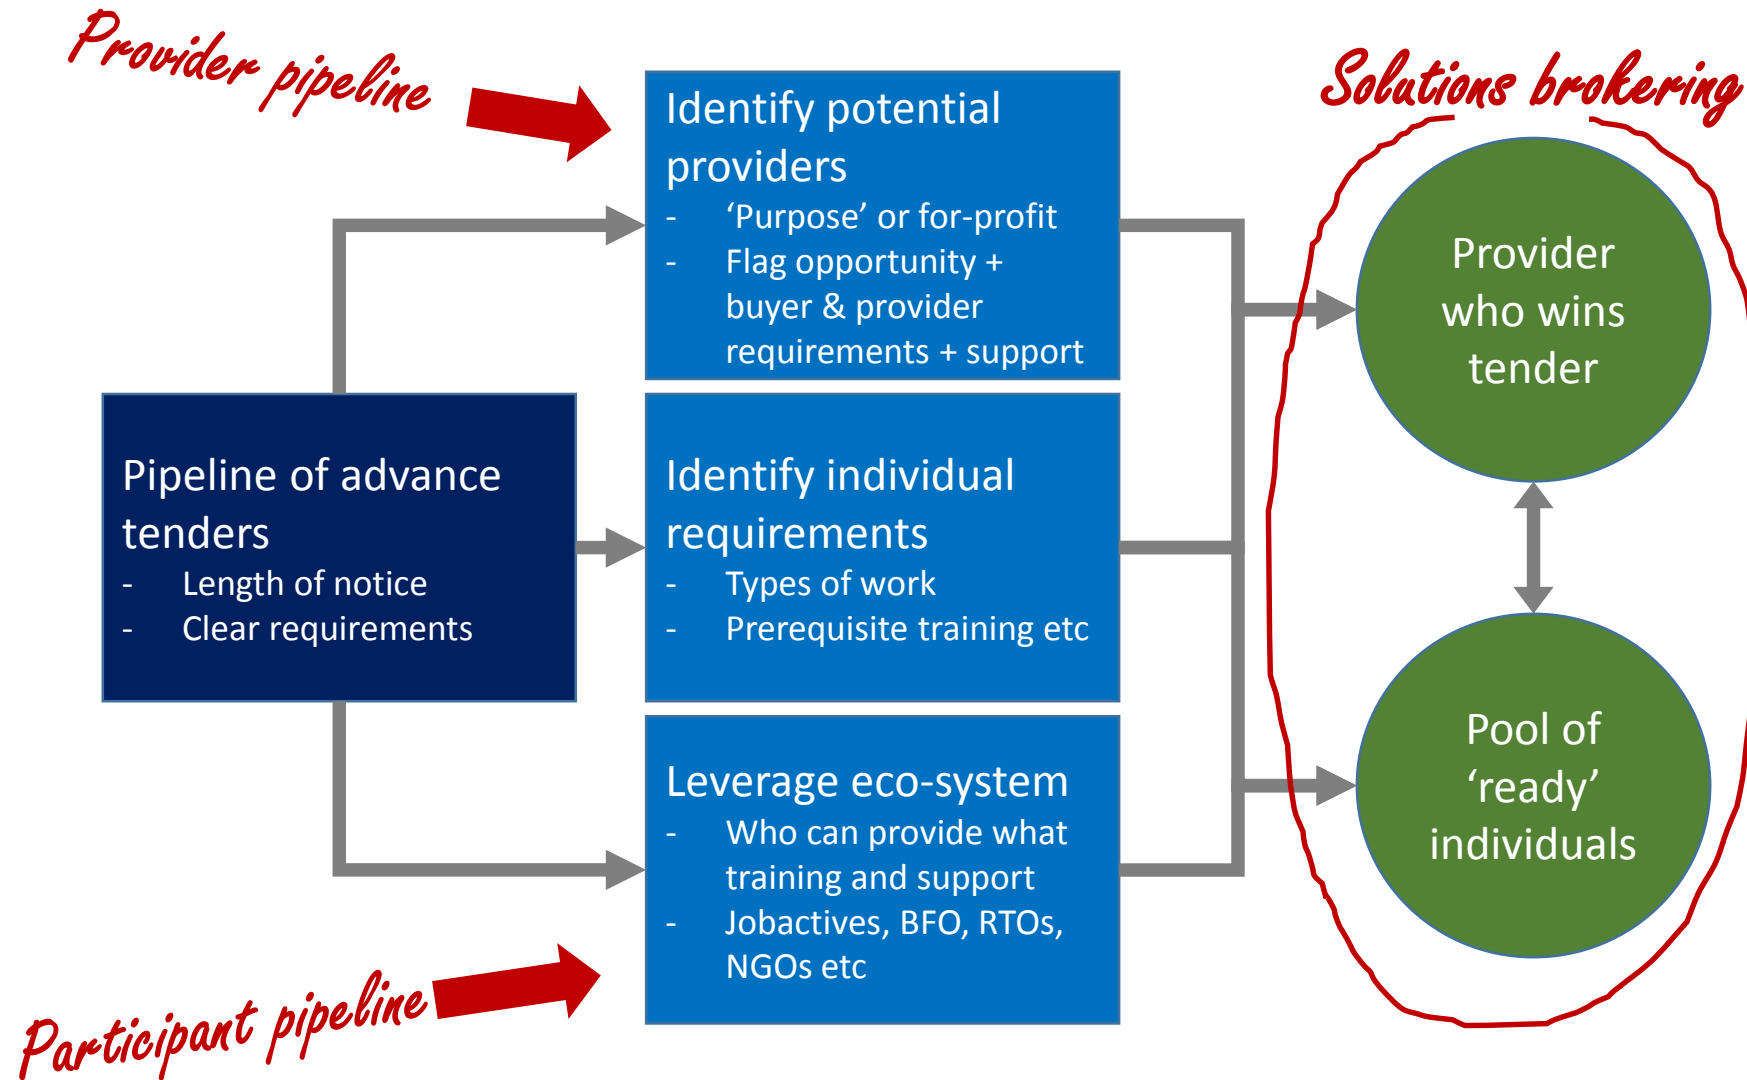 Provider pipeline
Solutions brokering
Identify potential
providers
- ‘Purpose’ or for-profit
- Flag opportunity +
buyer & provider
requirements + support
Provider
who wins
tender
Pipeline of advance
tenders
- Length of notice
- Clear requirements
Identify individual
requirements
- Types of work
- Prerequisite training etc
Leverage eco-system
- Who can provide what
training and support
- Jobactives, BFO, RTOs,
NGOs etc
Pool of
‘ready’
individuals
Participant pipeline